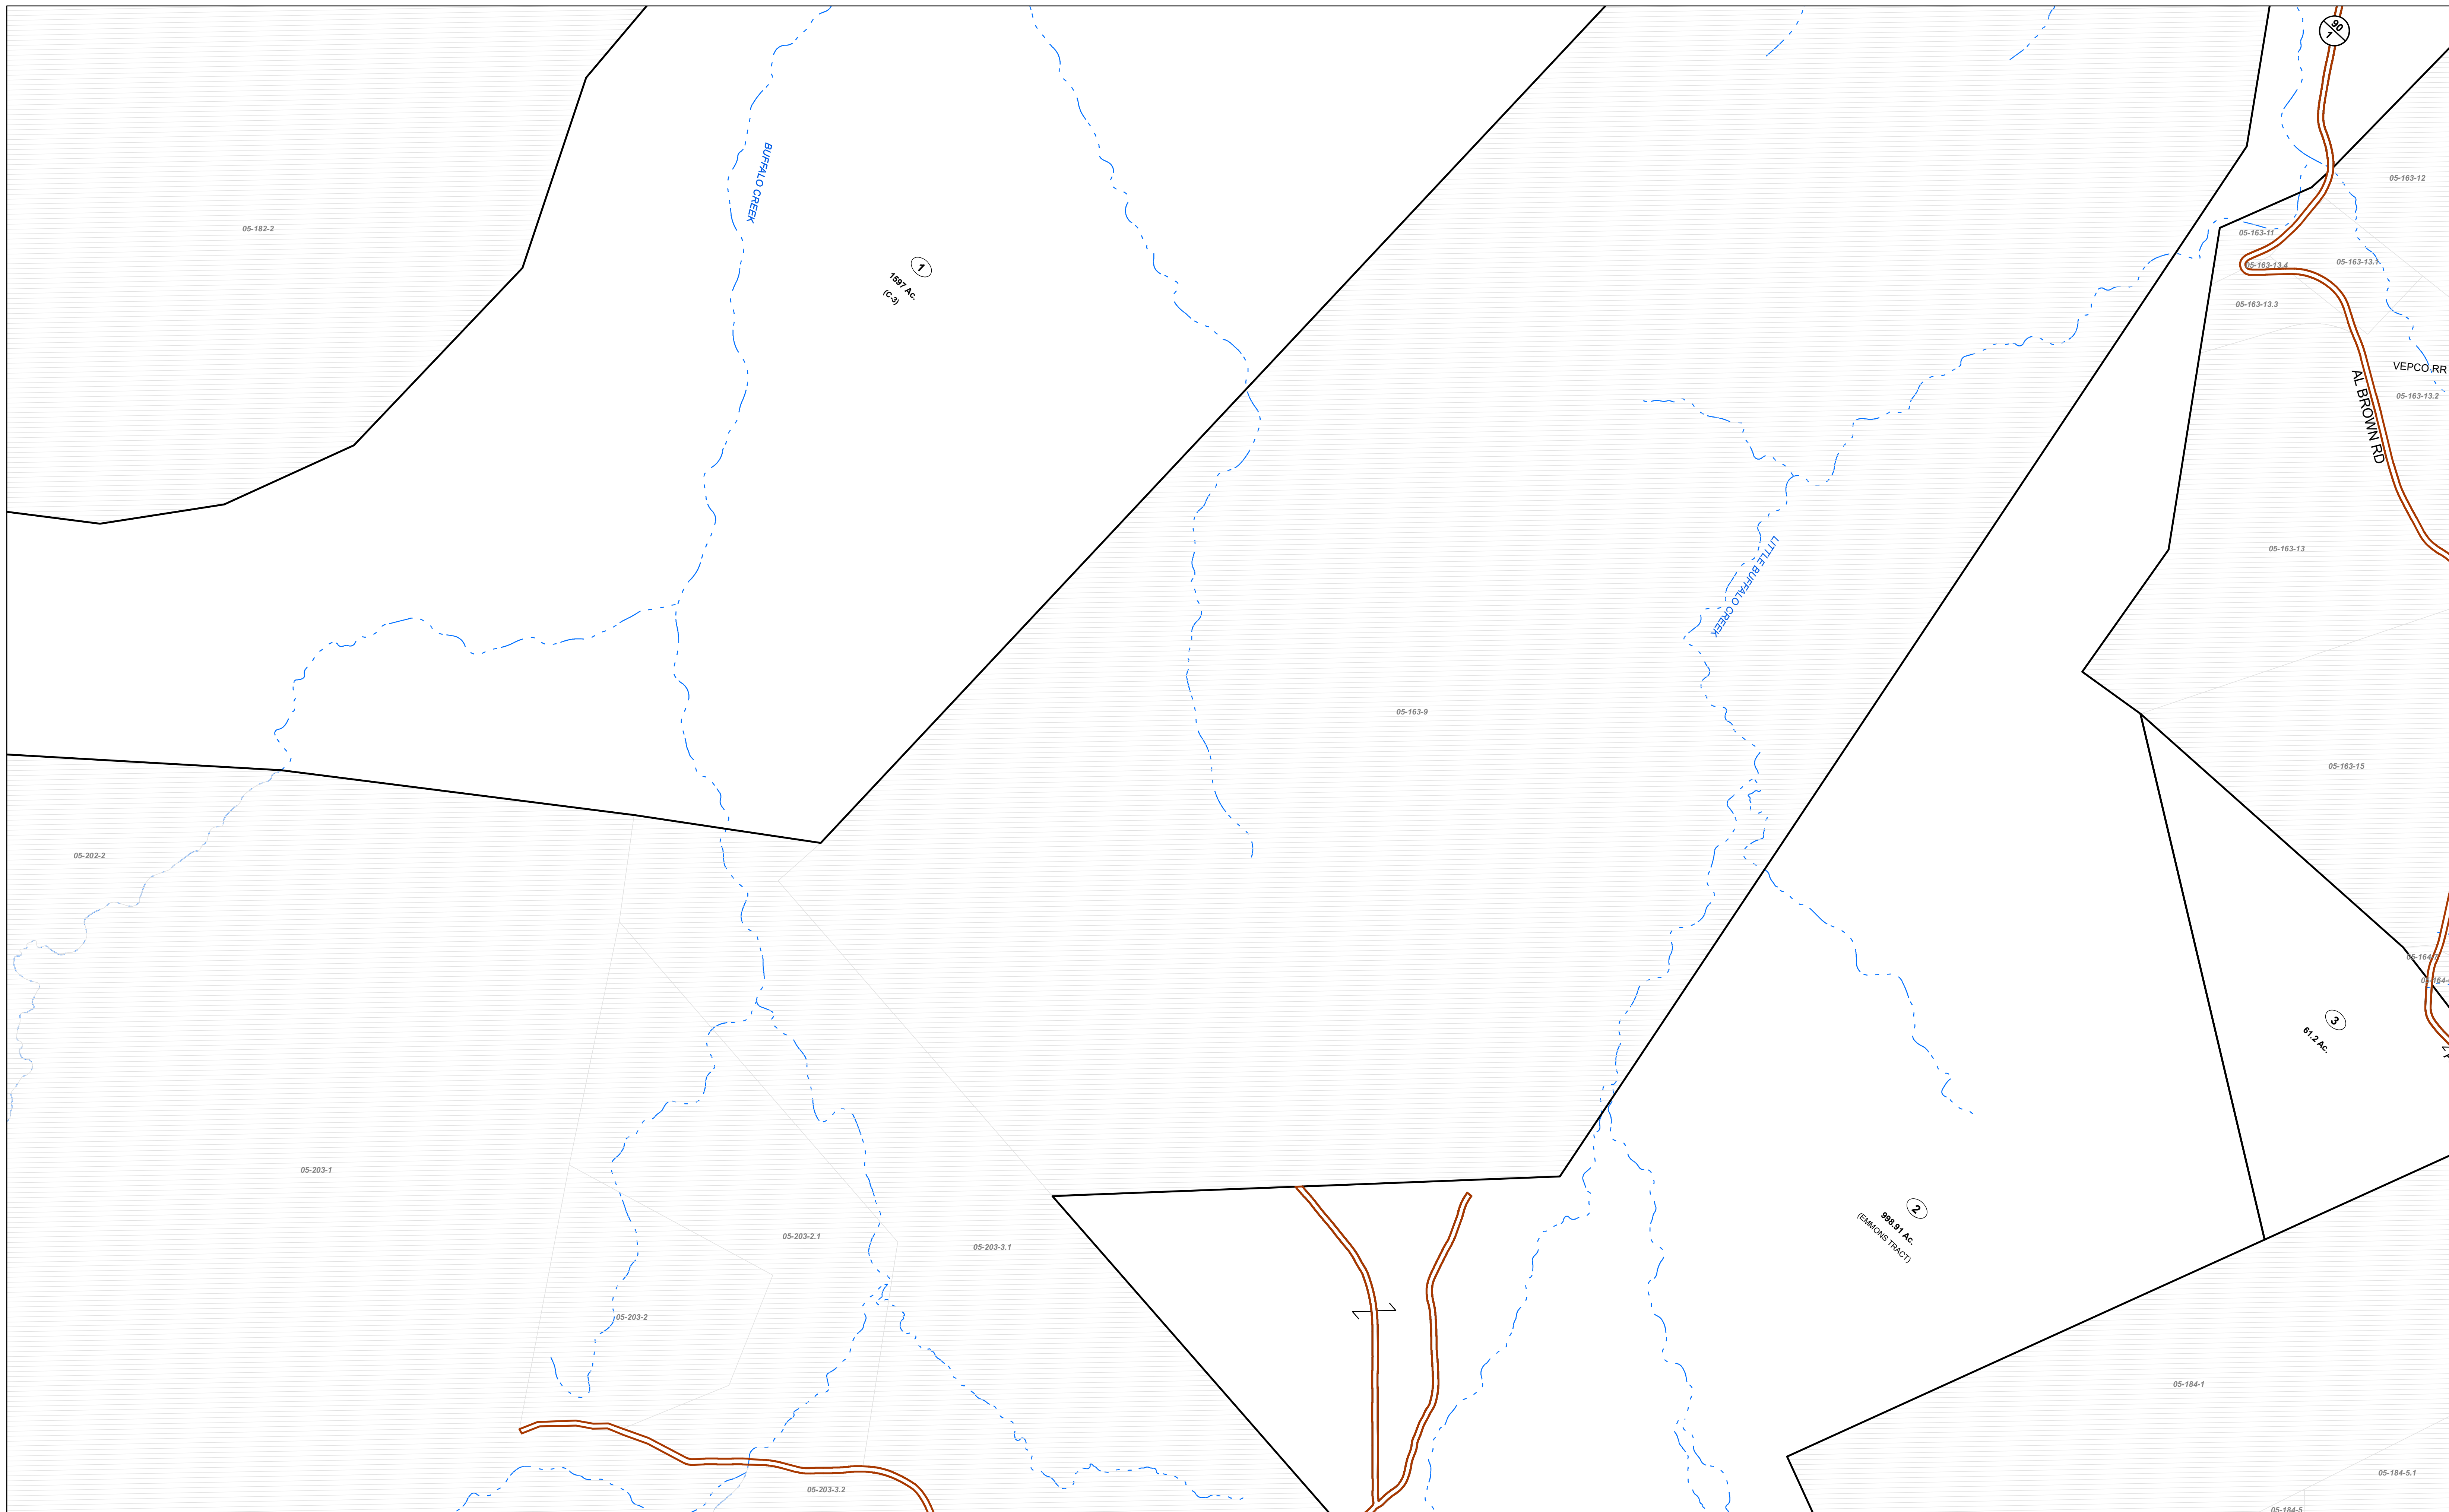 90
1
05-163-12
BUFFALO CREEK
05-182-2
05-163-11
05-163-13.1
05-163-13.4
1
1597 Ac.
(C-3)
05-163-13.3
VEPCO RR
05-163-13.2
AL BROWN RD
05-163-13
LITTLE BUFFALO CREEK
05-163-9
05-163-15
05-202-2
3
61.2 Ac.
05-203-1
2
998.91 Ac.
(EMMONS TRACT)
05-203-2.1
05-203-3.1
05-203-2
05-184-1
05-184-5.1
05-203-3.2
05-184-5